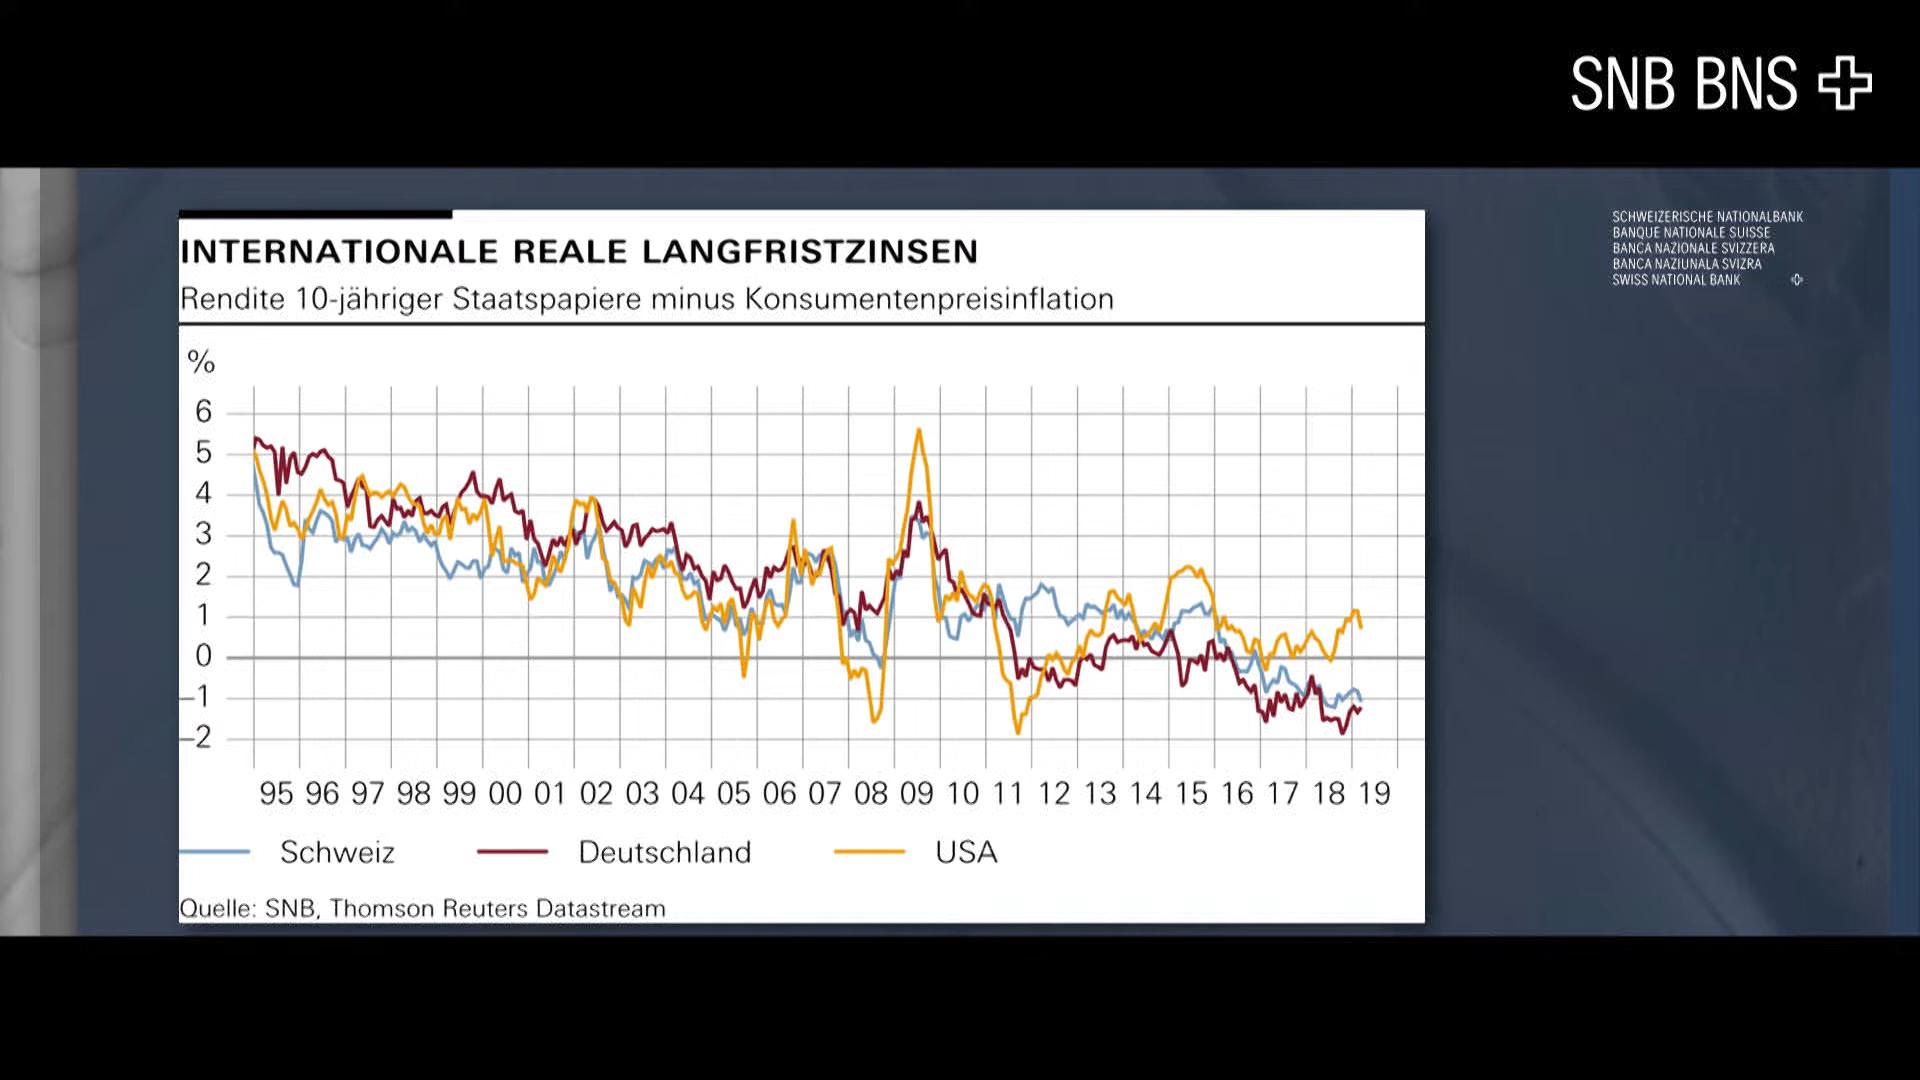 SNB BNS
SCHWEIZERISCHE NATIONALBANK
BANQUE NATIONALE SUISSE
BANCA NAZIONALE SVIZZERA
BANCA NAZIUNALA SVIZRA
SWISS NATIONAL BANK
INTERNATIONALE REALE LANGFRISTZINSEN
Rendite 10-jähriger Staatspapiere minus Konsumentenpreisinflation
%
6
5
4
3
2
1
0
–1
–2
95 96 97 98 99 00 01 02 03 04 05 06 07 08 09 10 11 12 13 14 15 16 17 18 19
Schweiz Deutschland USA
Quelle: SNB, Thomson Reuters Datastream